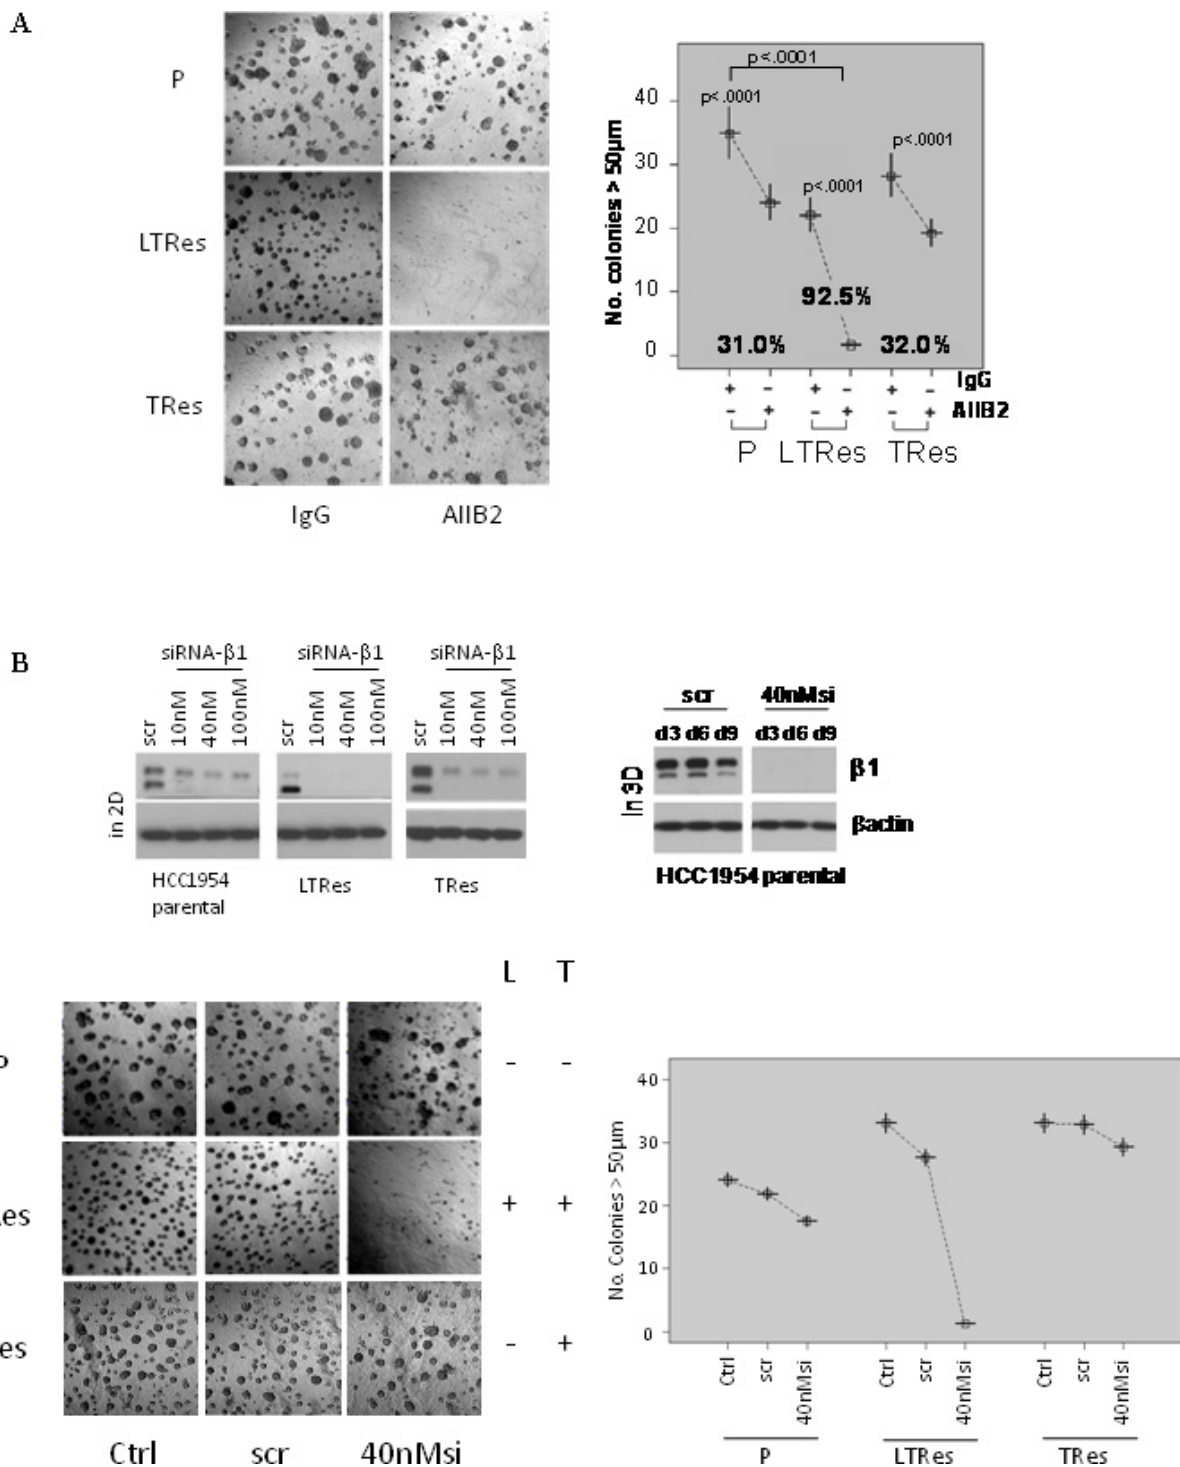 A
P
LTRes
TRes
IgG
AIIB2
No. colonies > 50µm
40
30
20
10
0
p<.0001
p<.0001
p<.0001
p<.0001
31.0%
92.5%
32.0%
+ - + - + - IgG
- + - + - + AIIB2
P LTRes TRes
B
siRNA-β1 siRNA-β1 siRNA-β1
scr 10nM 40nM 100nM
scr 10nM 40nM 100nM
scr 10nM 40nM 100nM
in 2D
HCC1954
parental
LTRes
TRes
scr 40nMsi
d3 d6 d9 d3 d6 d9
In 3D
β1
βactin
HCC1954 parental
L T
- -
+ +
es
- +
es
Ctrl scr 40nMsi
No. Colonies > 50µm
40
30
20
10
0
Ctrl scr 40nMsi
Ctrl scr 40nMsi
Ctrl scr 40nMsi
P LTRes TRes